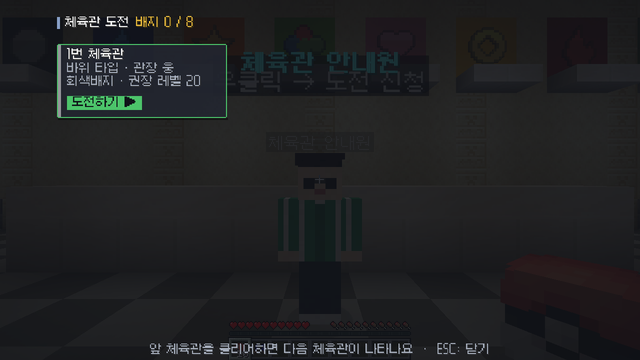 체육관 도전 배지 0 / 8
1번 체육관
바위 타입 · 관장 웅
회색배지 · 권장 레벨 20
도전하기 ▶
체육관 안내원
우클릭 → 도전 신청
체육관 안내원
앞 체육관을 클리어하면 다음 체육관이 나타나요 · ESC: 닫기